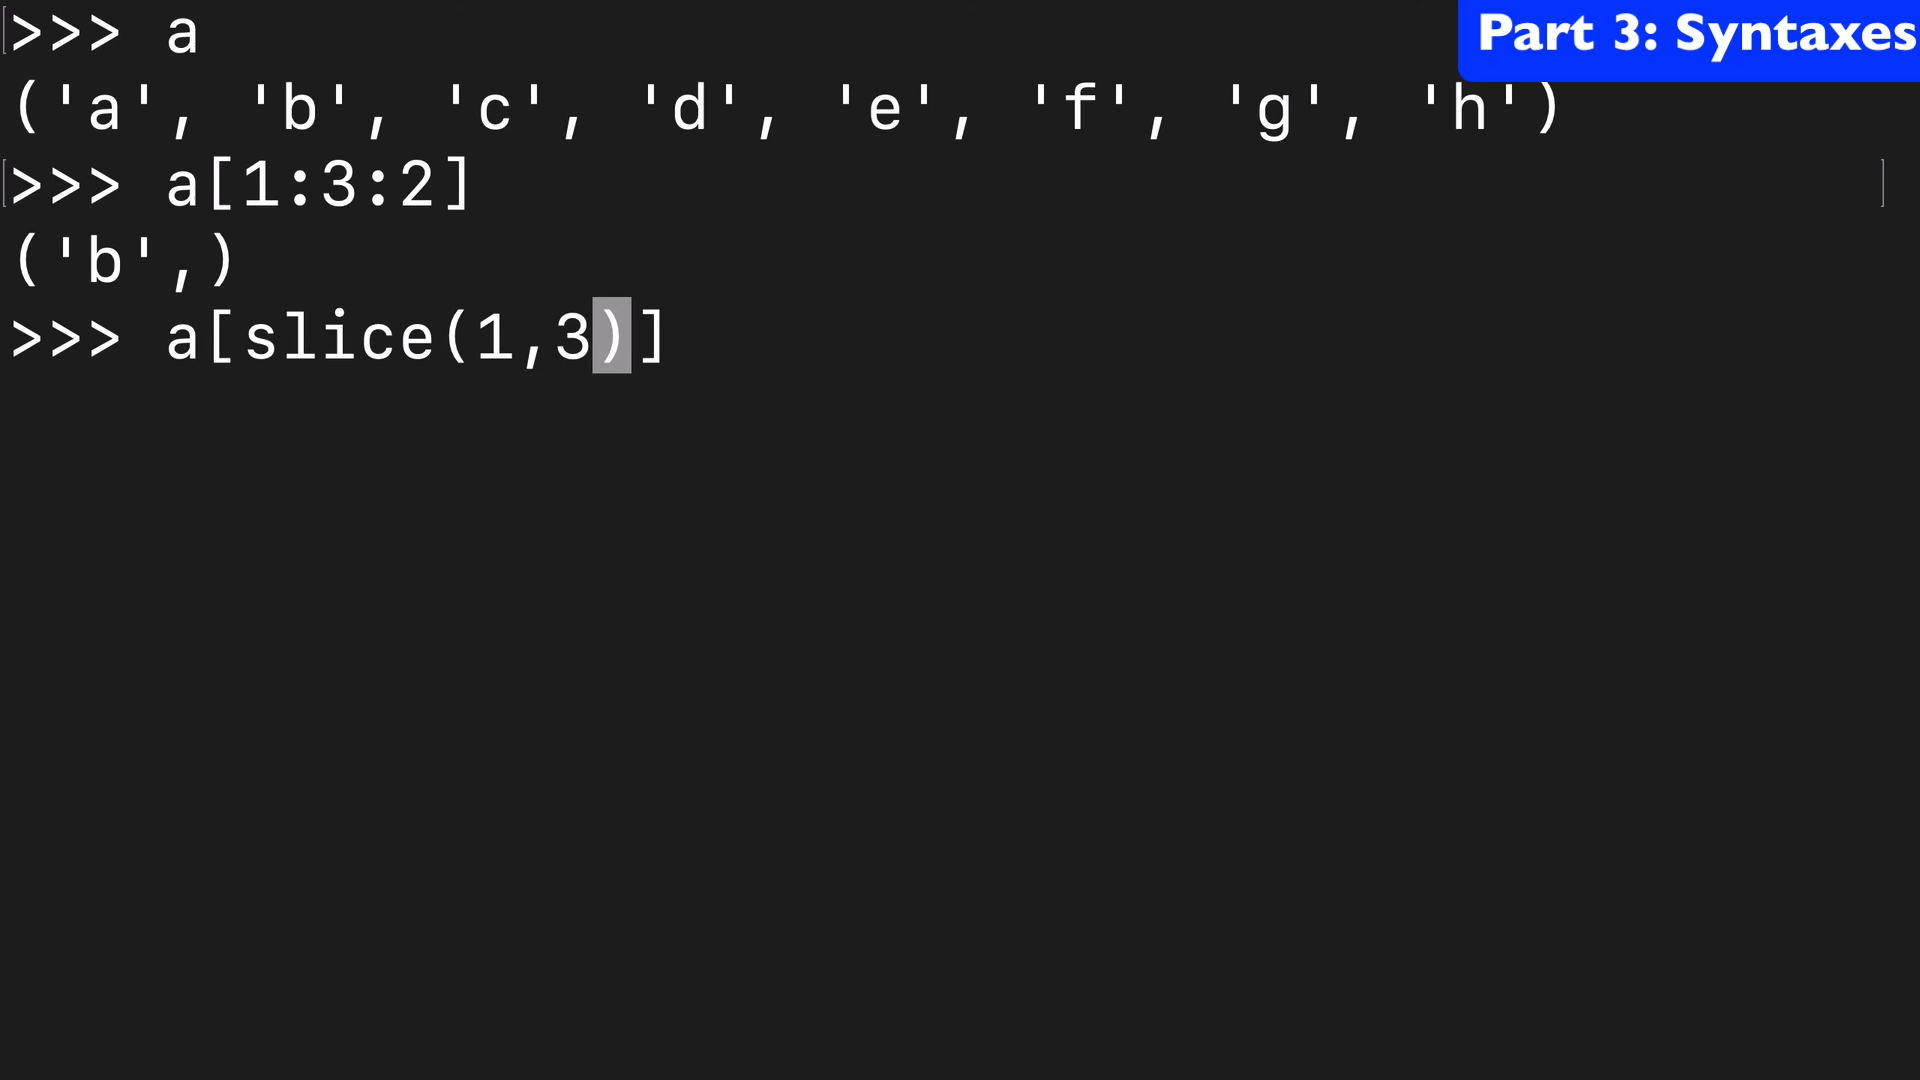 >>> a
Part 3: Syntaxes
('a', 'b', 'c', 'd', 'e', 'f', 'g', 'h')
>>> a[1:3:2]
('b',)
>>> a[slice(1,3)]